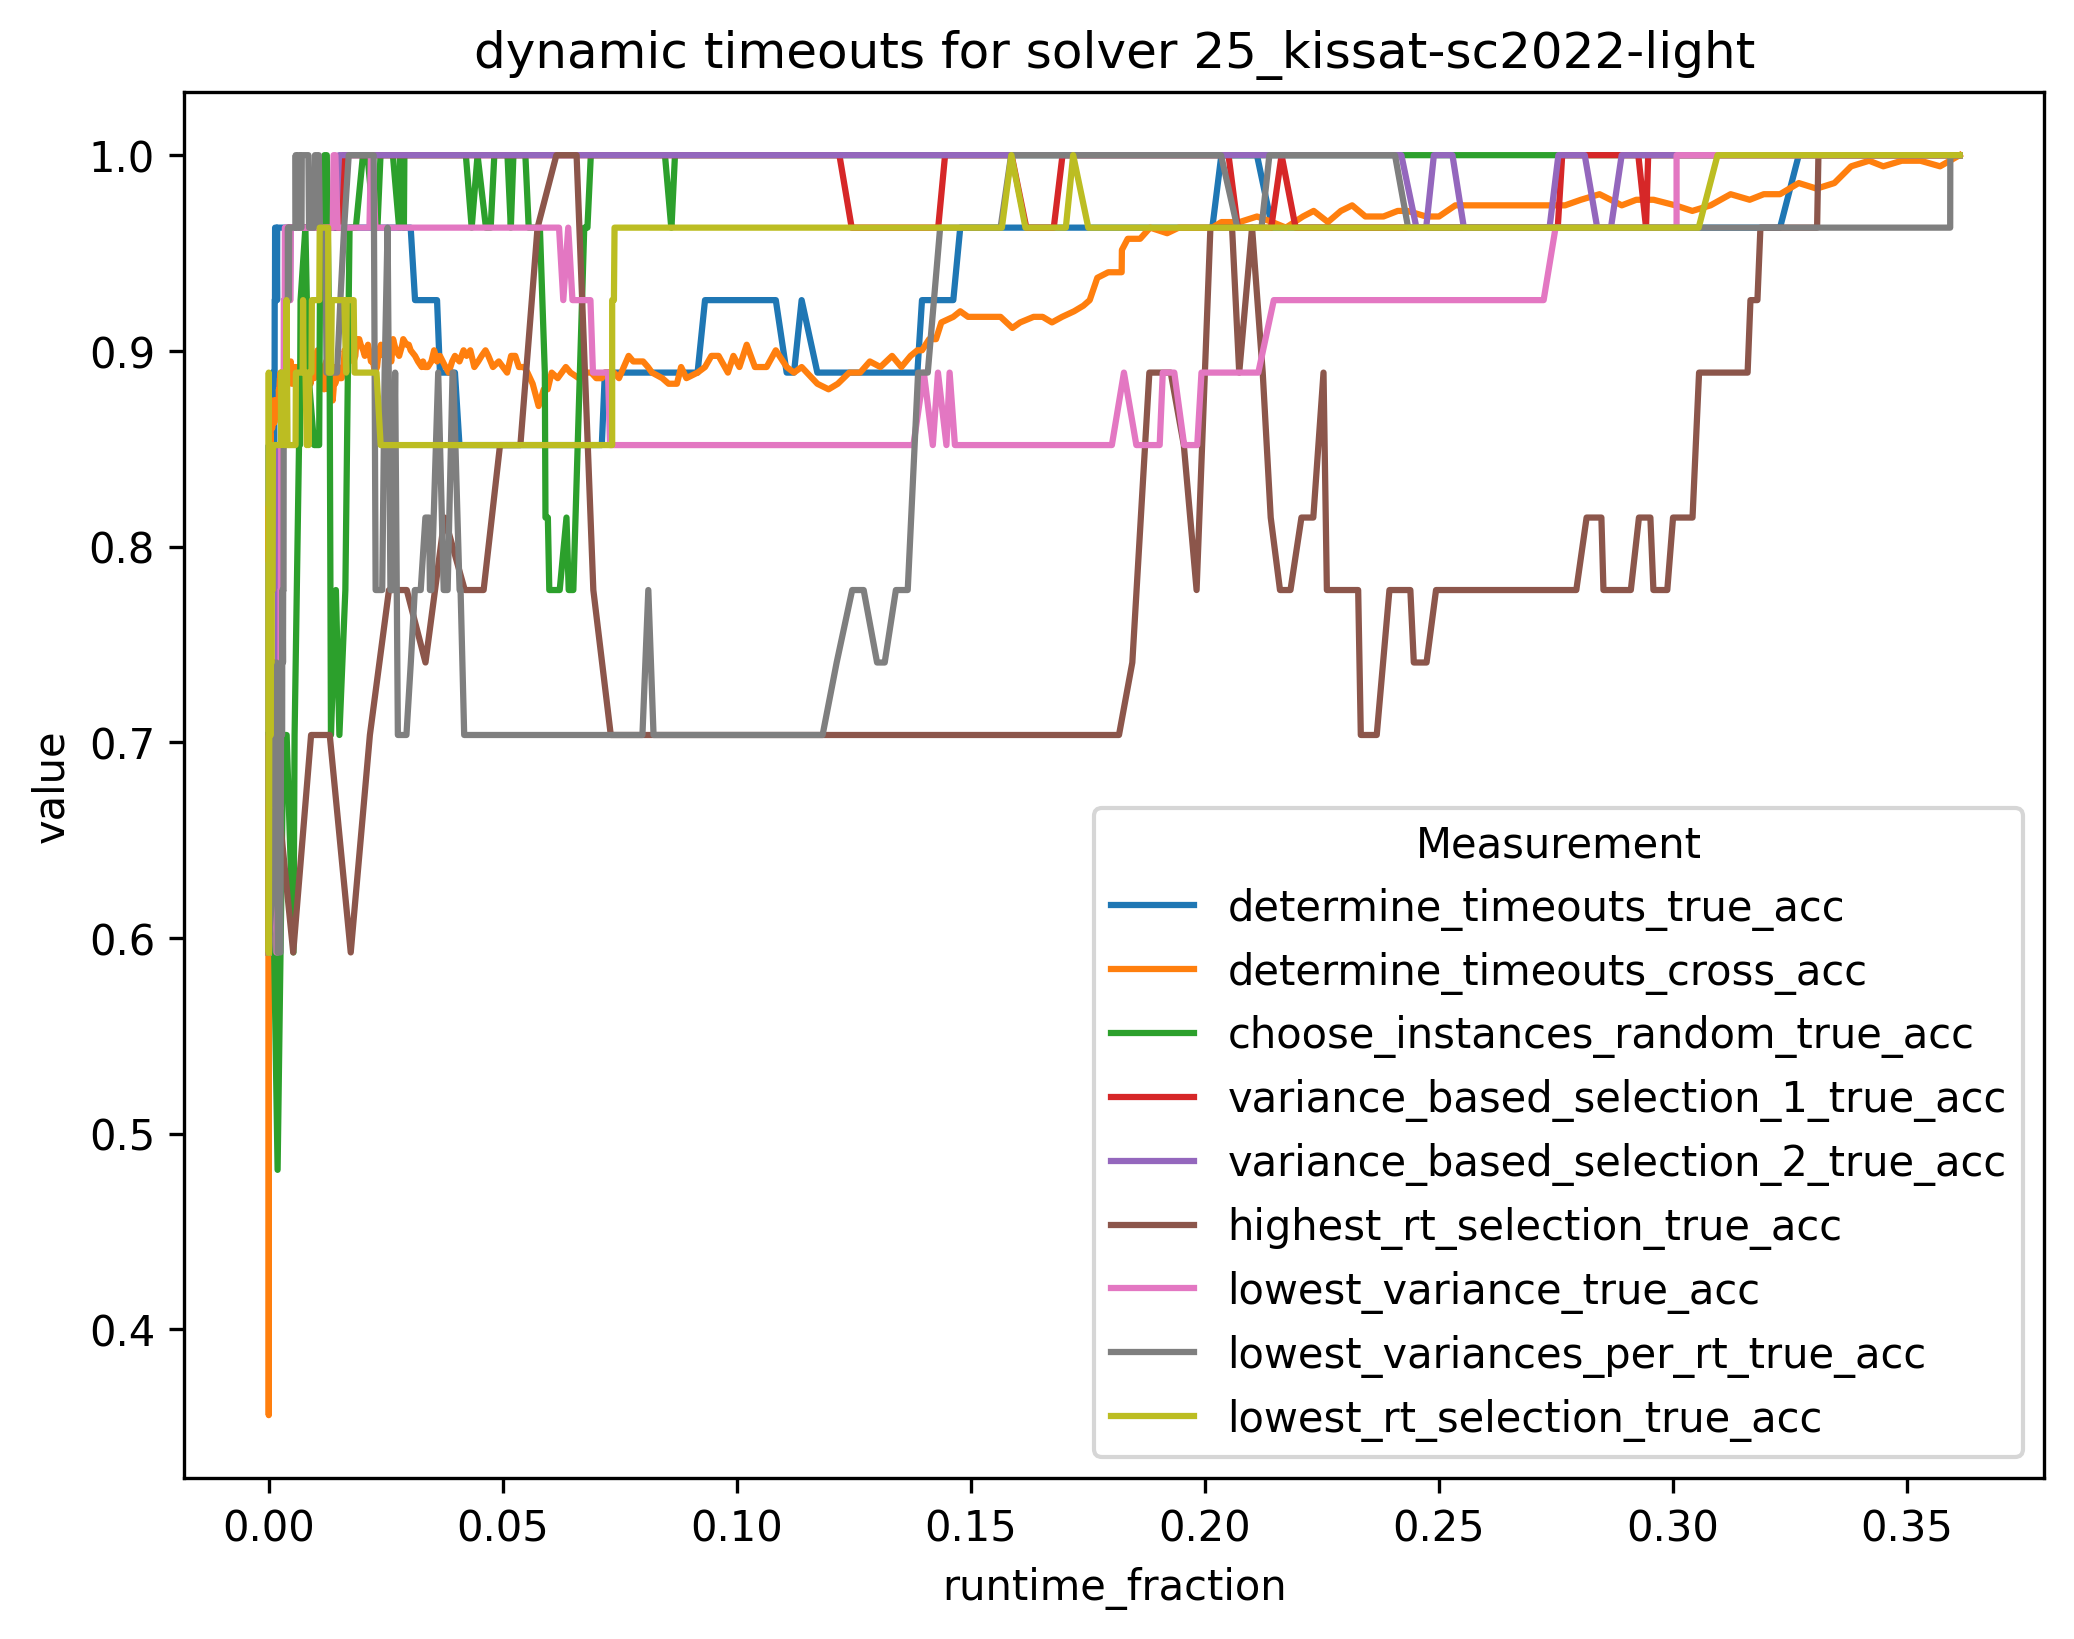 dynamic timeouts for solver 25_kissat-sc2022-light
value
1.0
0.9
0.8
0.7
0.6
0.5
0.4
Measurement
determine_timeouts_true_acc
determine_timeouts_cross_acc
choose_instances_random_true_acc
variance_based_selection_1_true_acc
variance_based_selection_2_true_acc
highest_rt_selection_true_acc
lowest_variance_true_acc
lowest_variances_per_rt_true_acc
lowest_rt_selection_true_acc
0.00 0.05 0.10 0.15 0.20 0.25 0.30 0.35
runtime_fraction